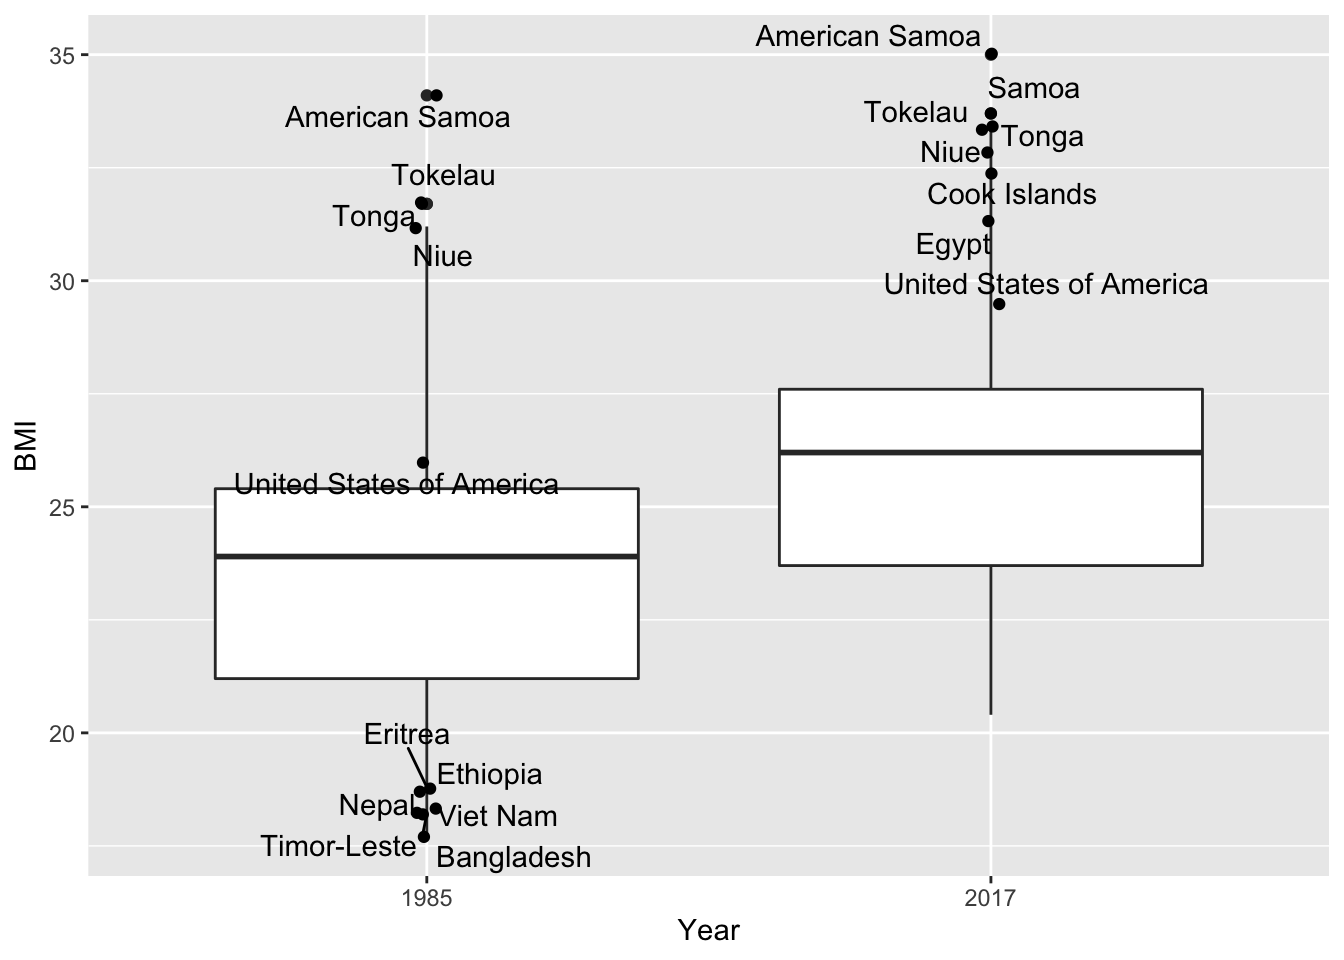 American Samoa
35
Samoa
American Samoa
Tokelau
Tonga
Niue
Tokelau
Cook Islands
Tonga
Egypt
Niue
United States of America
30
BMI
United States of America
25
20
Eritrea
Ethiopia
Nepal
Viet Nam
Timor-Leste
Bangladesh
1985
2017
Year